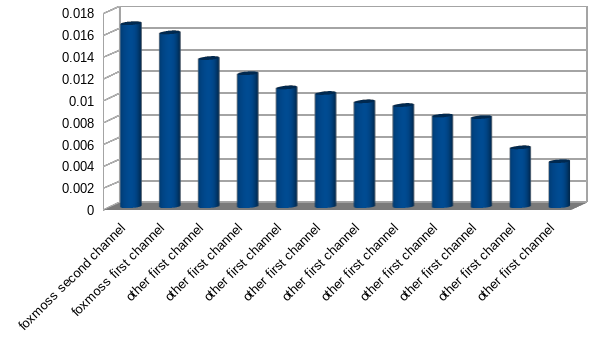 0.018
0.016
0.014
0.012
0.01
0.008
0.006
0.004
0.002
0
foxmoss second channel
foxmoss first channel
other first channel
other first channel
other first channel
other first channel
other first channel
other first channel
other first channel
other first channel
other first channel
other first channel